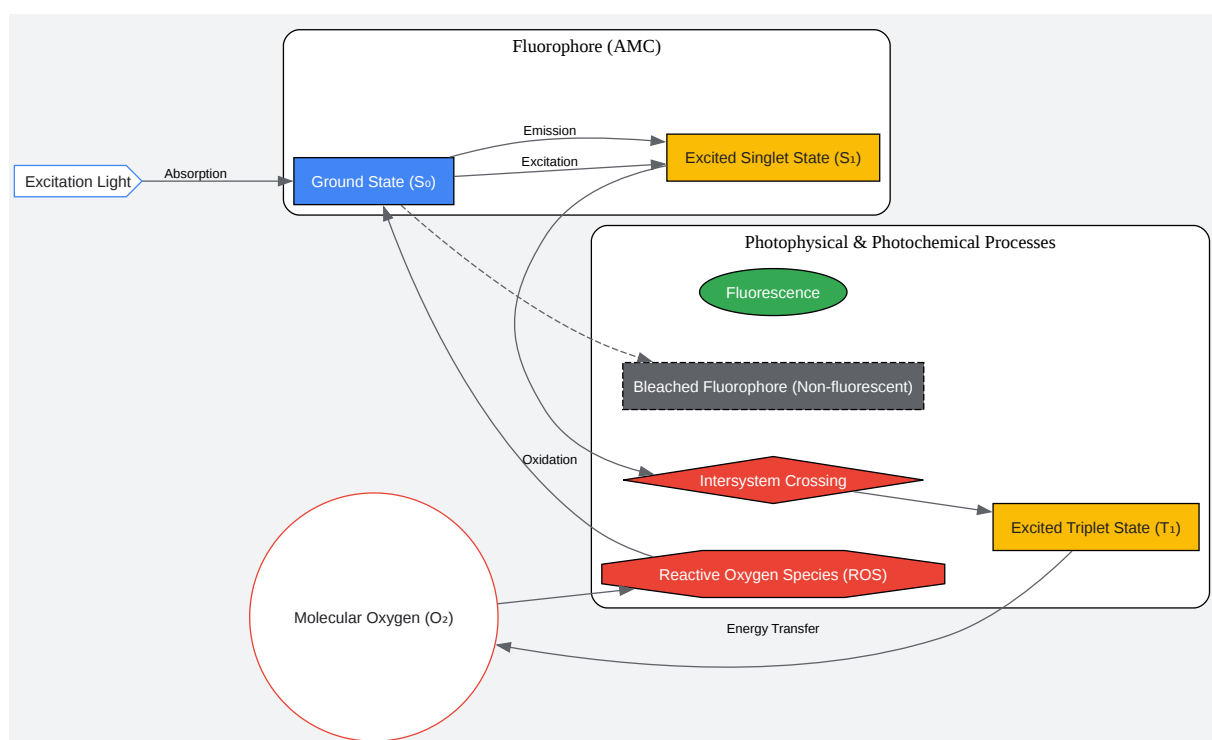 Fluorophore (AMC)
Emission
Excited Singlet State (S₁)
Excitation
Absorption
Excitation Light
Ground State (S₀)
Photophysical & Photochemical Processes
Fluorescence
Bleached Fluorophore (Non-fluorescent)
Oxidation
Intersystem Crossing
Excited Triplet State (T₁)
Reactive Oxygen Species (ROS)
Molecular Oxygen (O₂)
Energy Transfer